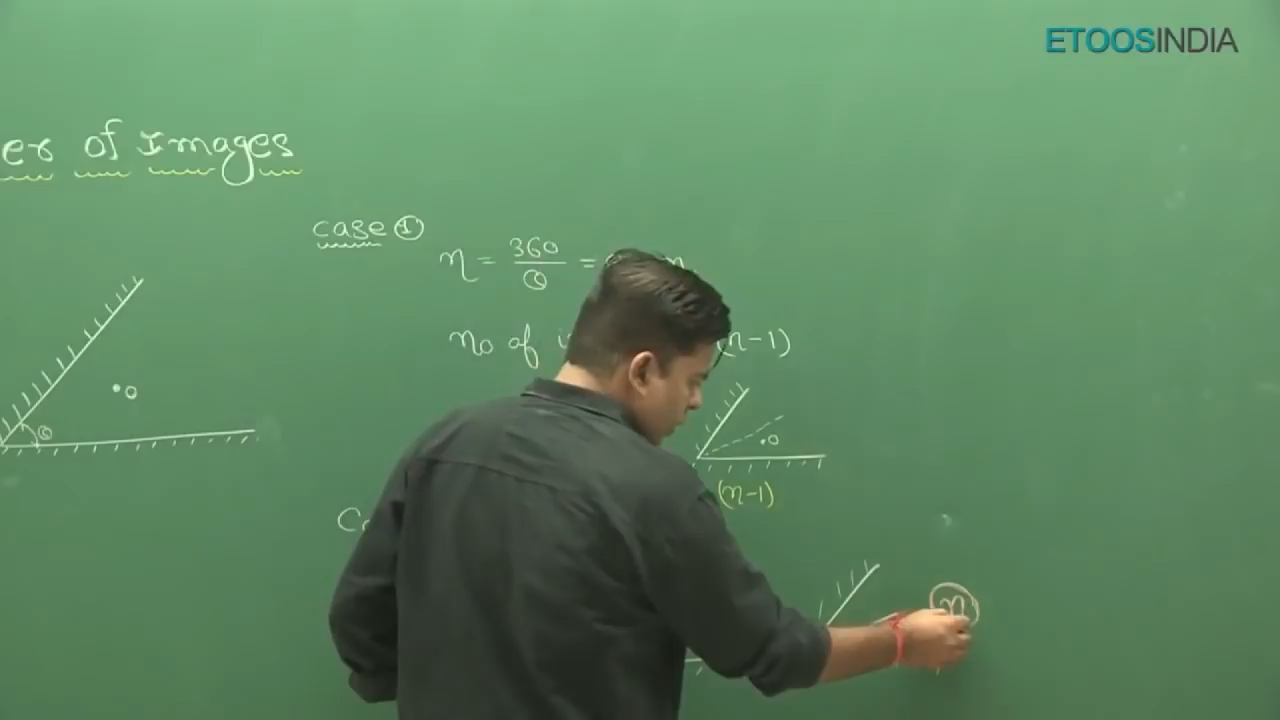 ETOOSINDIA
er of Images
case ①
n = 360/θ =
no of (n-1)
O
θ
O
(n-1)
n